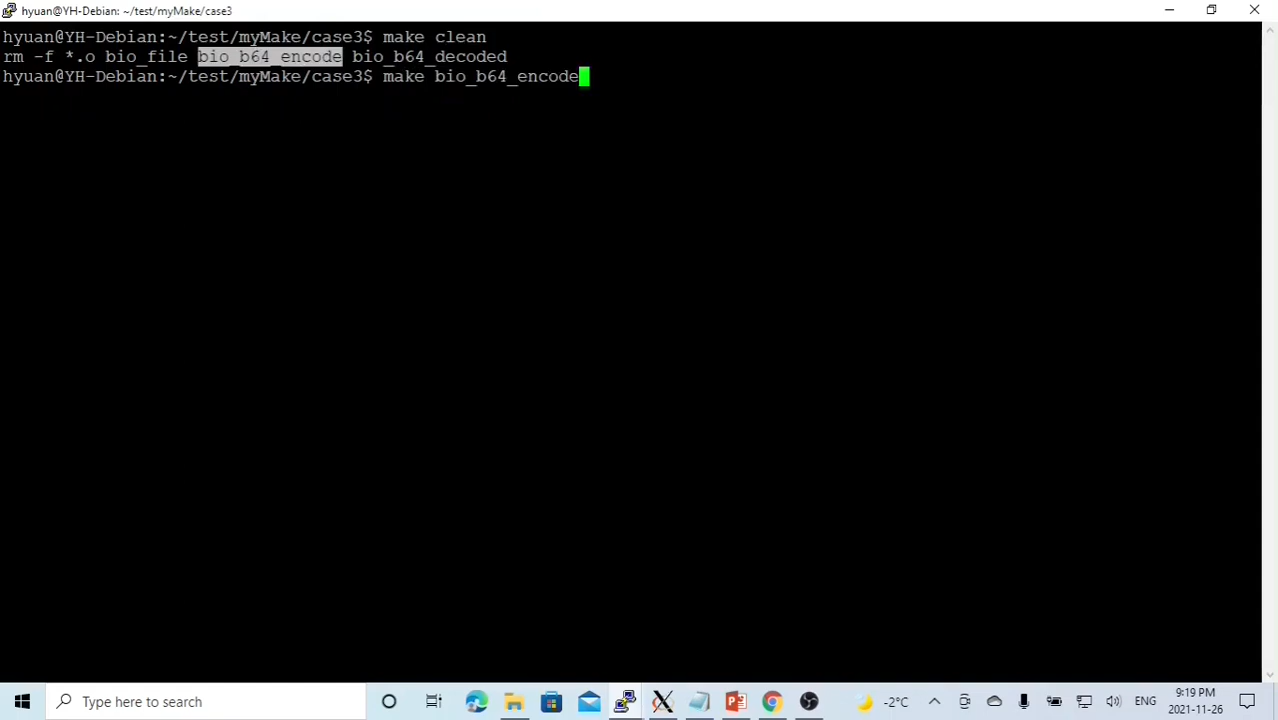 hyuan@YH-Debian: ~/test/myMake/case3
hyuan@YH-Debian:~/test/myMake/case3$ make clean
rm -f *.o bio_file bio_b64_encode bio_b64_decoded
hyuan@YH-Debian:~/test/myMake/case3$ make bio_b64_encode
Type here to search
-2°C
ENG
9:19 PM
2021-11-26